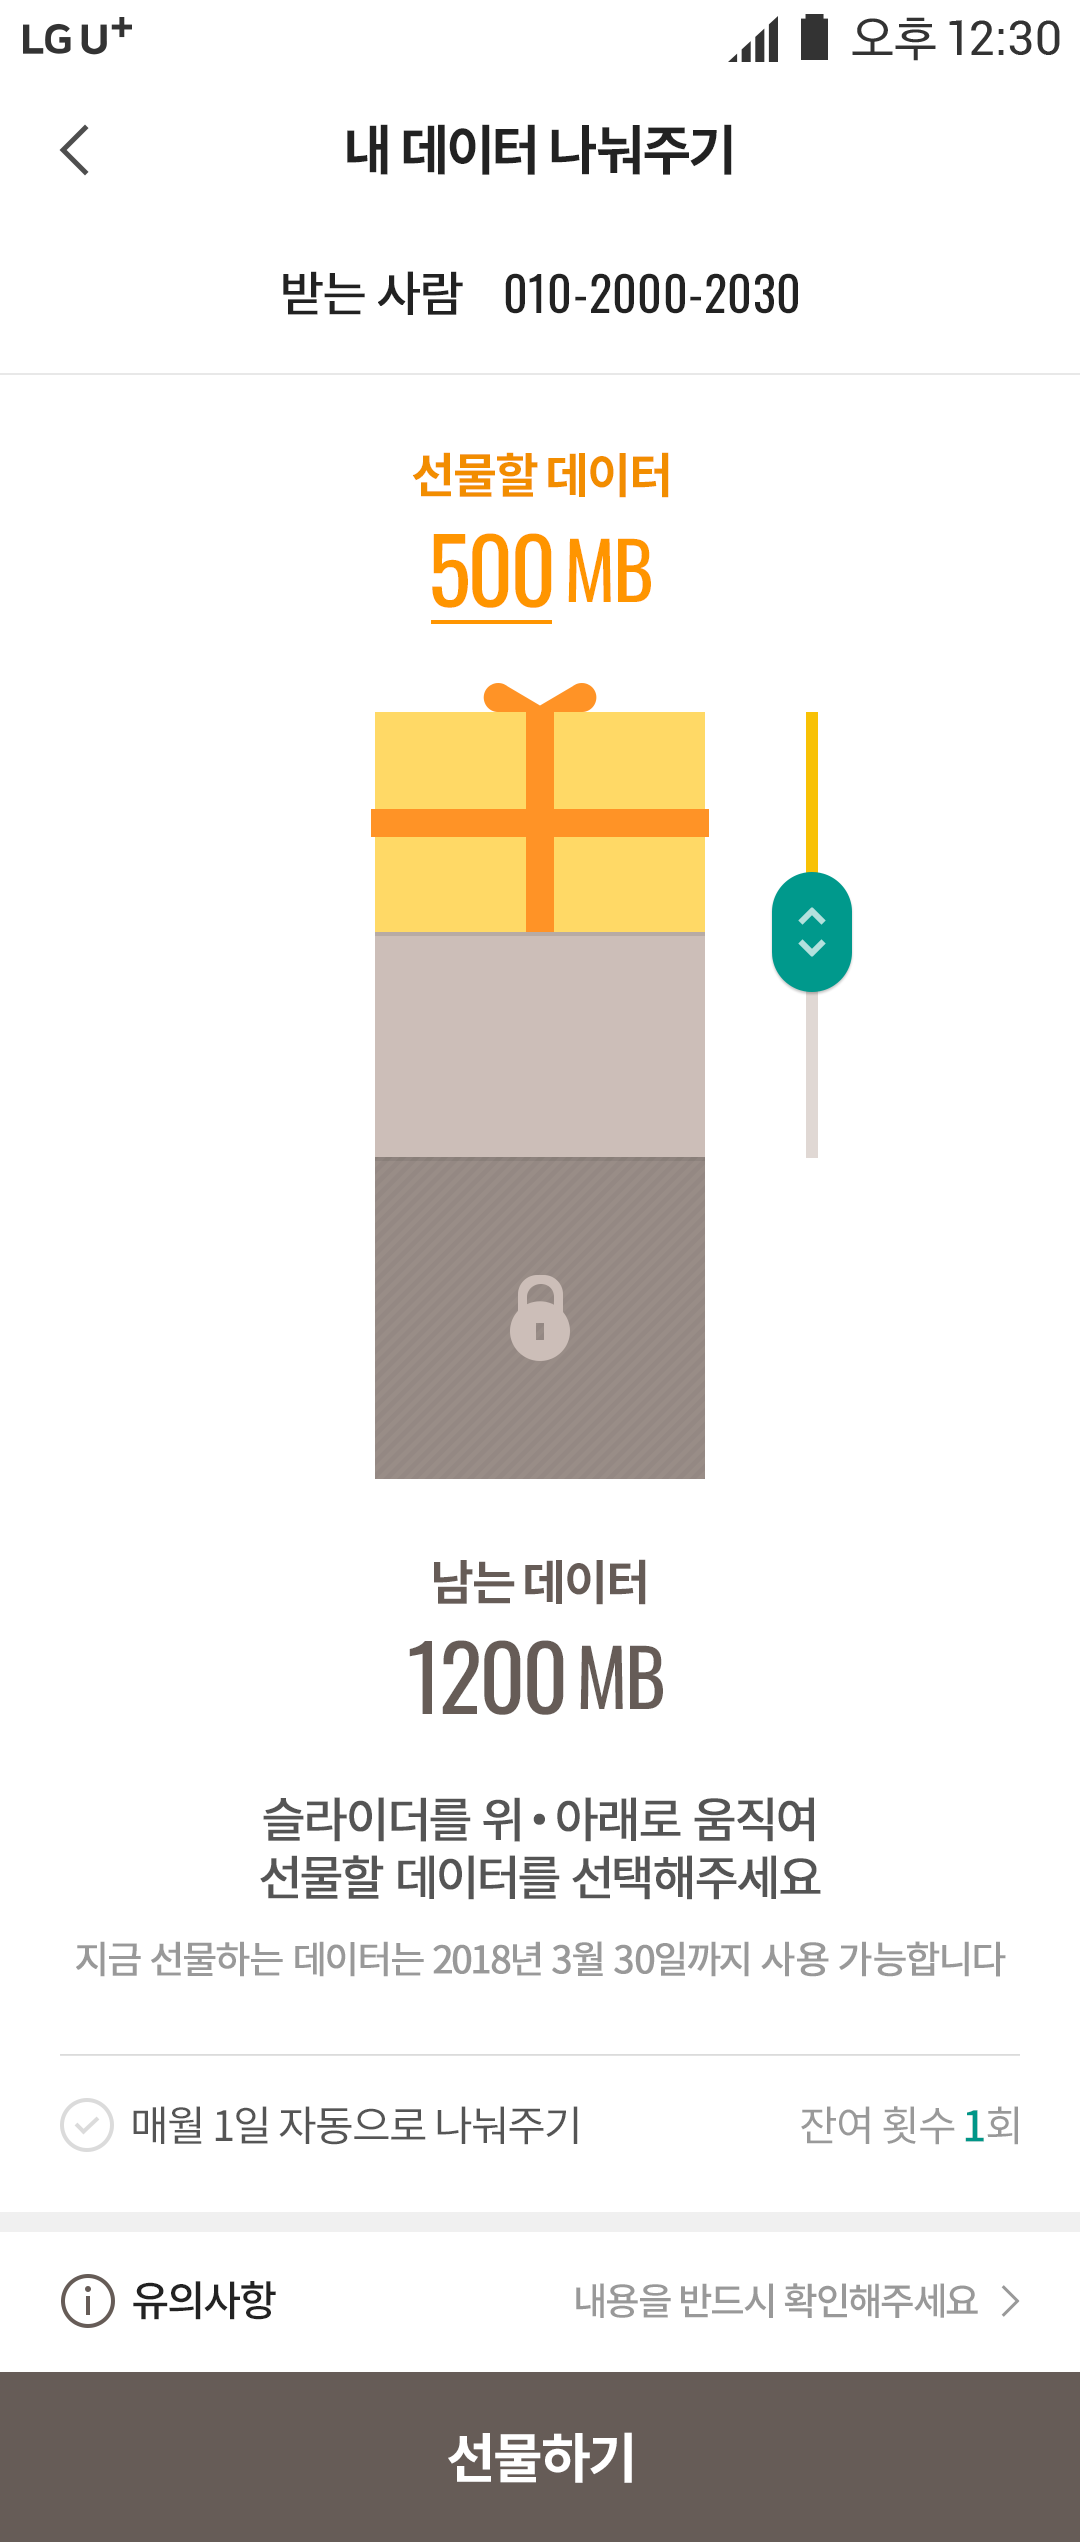 LG U+ 오후 12:30
내 데이터 나눠주기
받는 사람 010-2000-2030
선물할 데이터
500 MB
남는 데이터
1200 MB
슬라이더를 위•아래로 움직여
선물할 데이터를 선택해주세요
지금 선물하는 데이터는 2018년 3월 30일까지 사용 가능합니다
매월 1일 자동으로 나눠주기 잔여 횟수 1회
유의사항 내용을 반드시 확인해주세요
선물하기